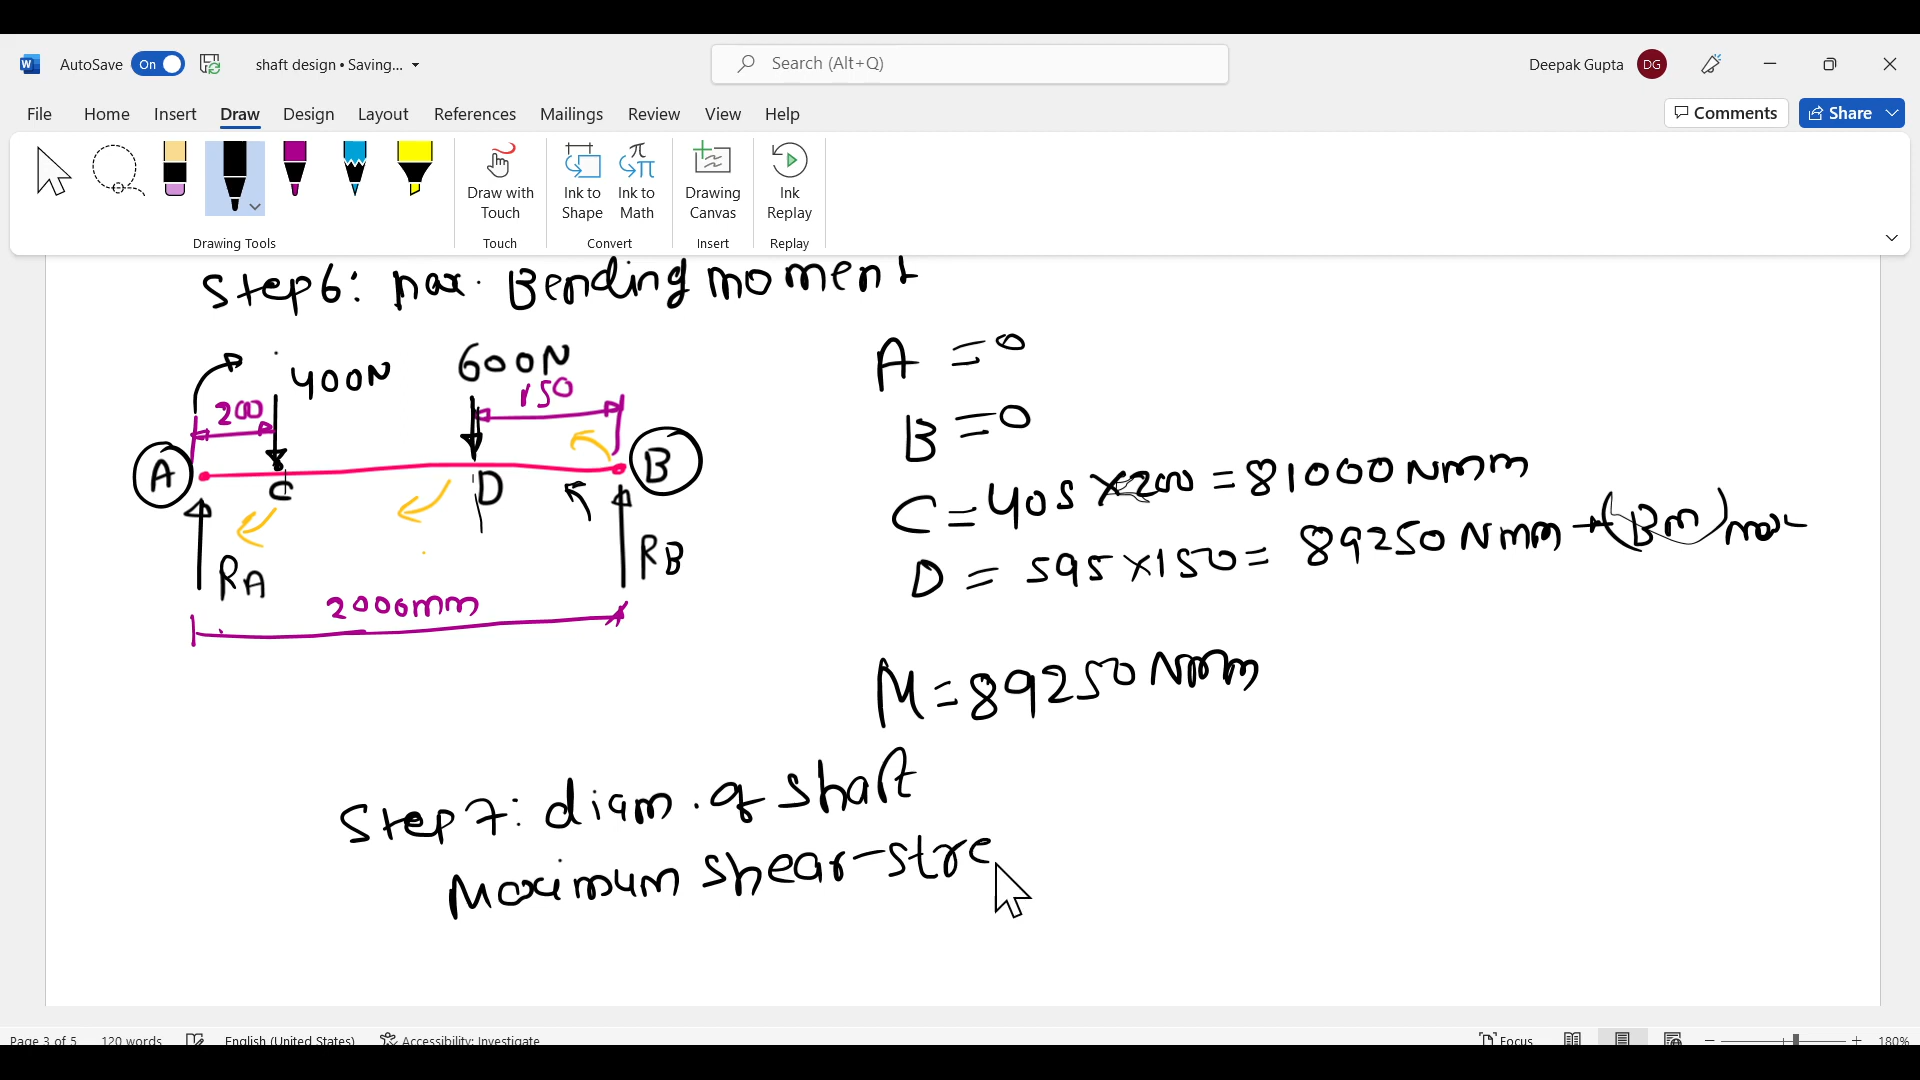 AutoSave On shaft design • Saving... Search (Alt+Q) Deepak Gupta DG
File Home Insert Draw Design Layout References Mailings Review View Help Comments Share
Draw with Touch
Ink to Shape
Ink to Math
Drawing Canvas
Ink Replay
Drawing Tools Touch Convert Insert Replay
Step6: max. Bending moment
400N 600N
200 150
A C D B
RA RB
2000mm
A = 0
B = 0
C = 405 × 200 = 81000 Nmm
D = 595 × 150 = 89250 Nmm → (Bm)max
M = 89250 Nmm
Step7: diam. of shaft
Maximum shear-stre
Page 3 of 5 120 words English (United States) Accessibility: Investigate Focus 180%